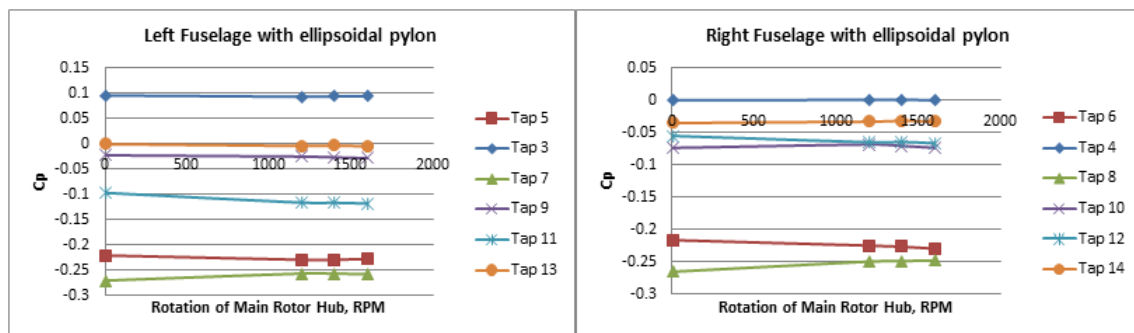 Left Fuselage with ellipsoidal pylon
0.15
0.1
0.05
0
-0.05
-0.1
-0.15
-0.2
-0.25
-0.3
Cp
0 500 1000 1500 2000
Rotation of Main Rotor Hub, RPM
Tap 5
Tap 3
Tap 7
Tap 9
Tap 11
Tap 13
Right Fuselage with ellipsoidal pylon
0.05
0
-0.05
-0.1
-0.15
-0.2
-0.25
-0.3
Cp
0 500 1000 1500 2000
Rotation of Main Rotor Hub, RPM
Tap 6
Tap 4
Tap 8
Tap 10
Tap 12
Tap 14